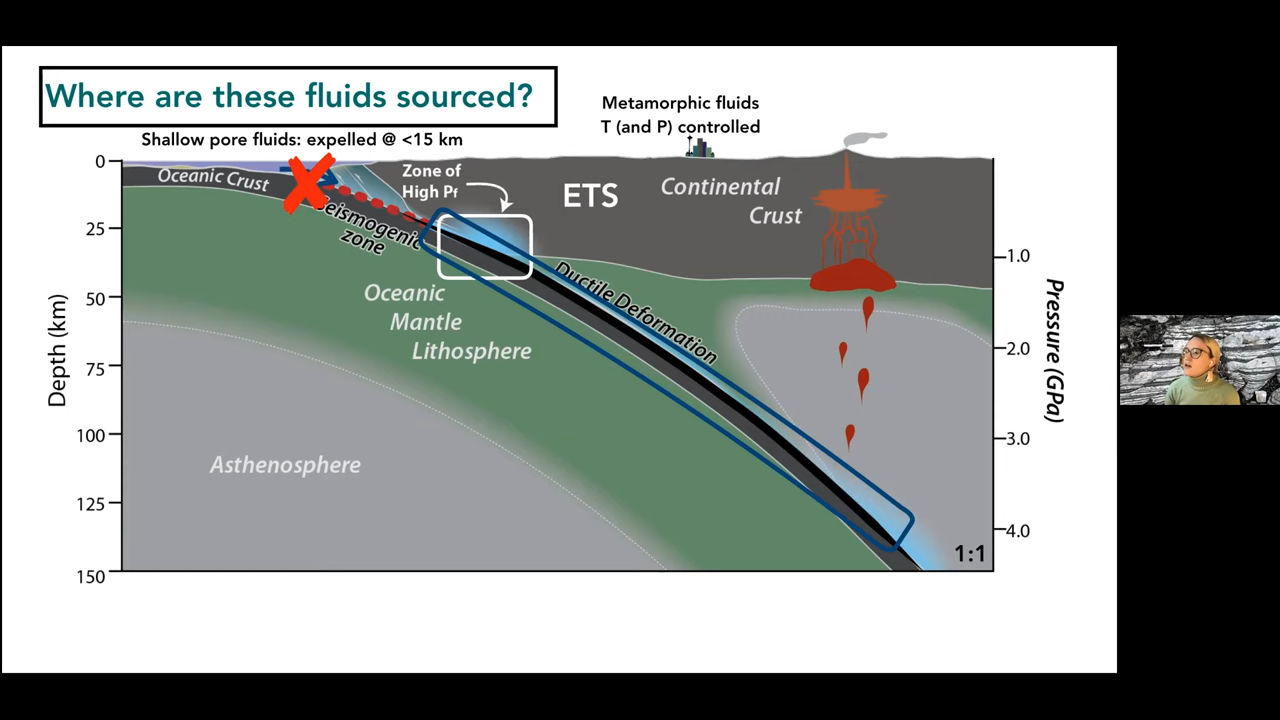 Where are these fluids sourced?
Metamorphic fluids
T (and P) controlled
Shallow pore fluids: expelled @ <15 km
0
25
50
75
100
125
150
Depth (km)
Oceanic Crust
Zone of
High Pf
ETS
Continental
Crust
Seismogenic
zone
Oceanic
Mantle
Lithosphere
Ductile Deformation
Asthenosphere
1.0
2.0
3.0
4.0
Pressure (GPa)
1:1